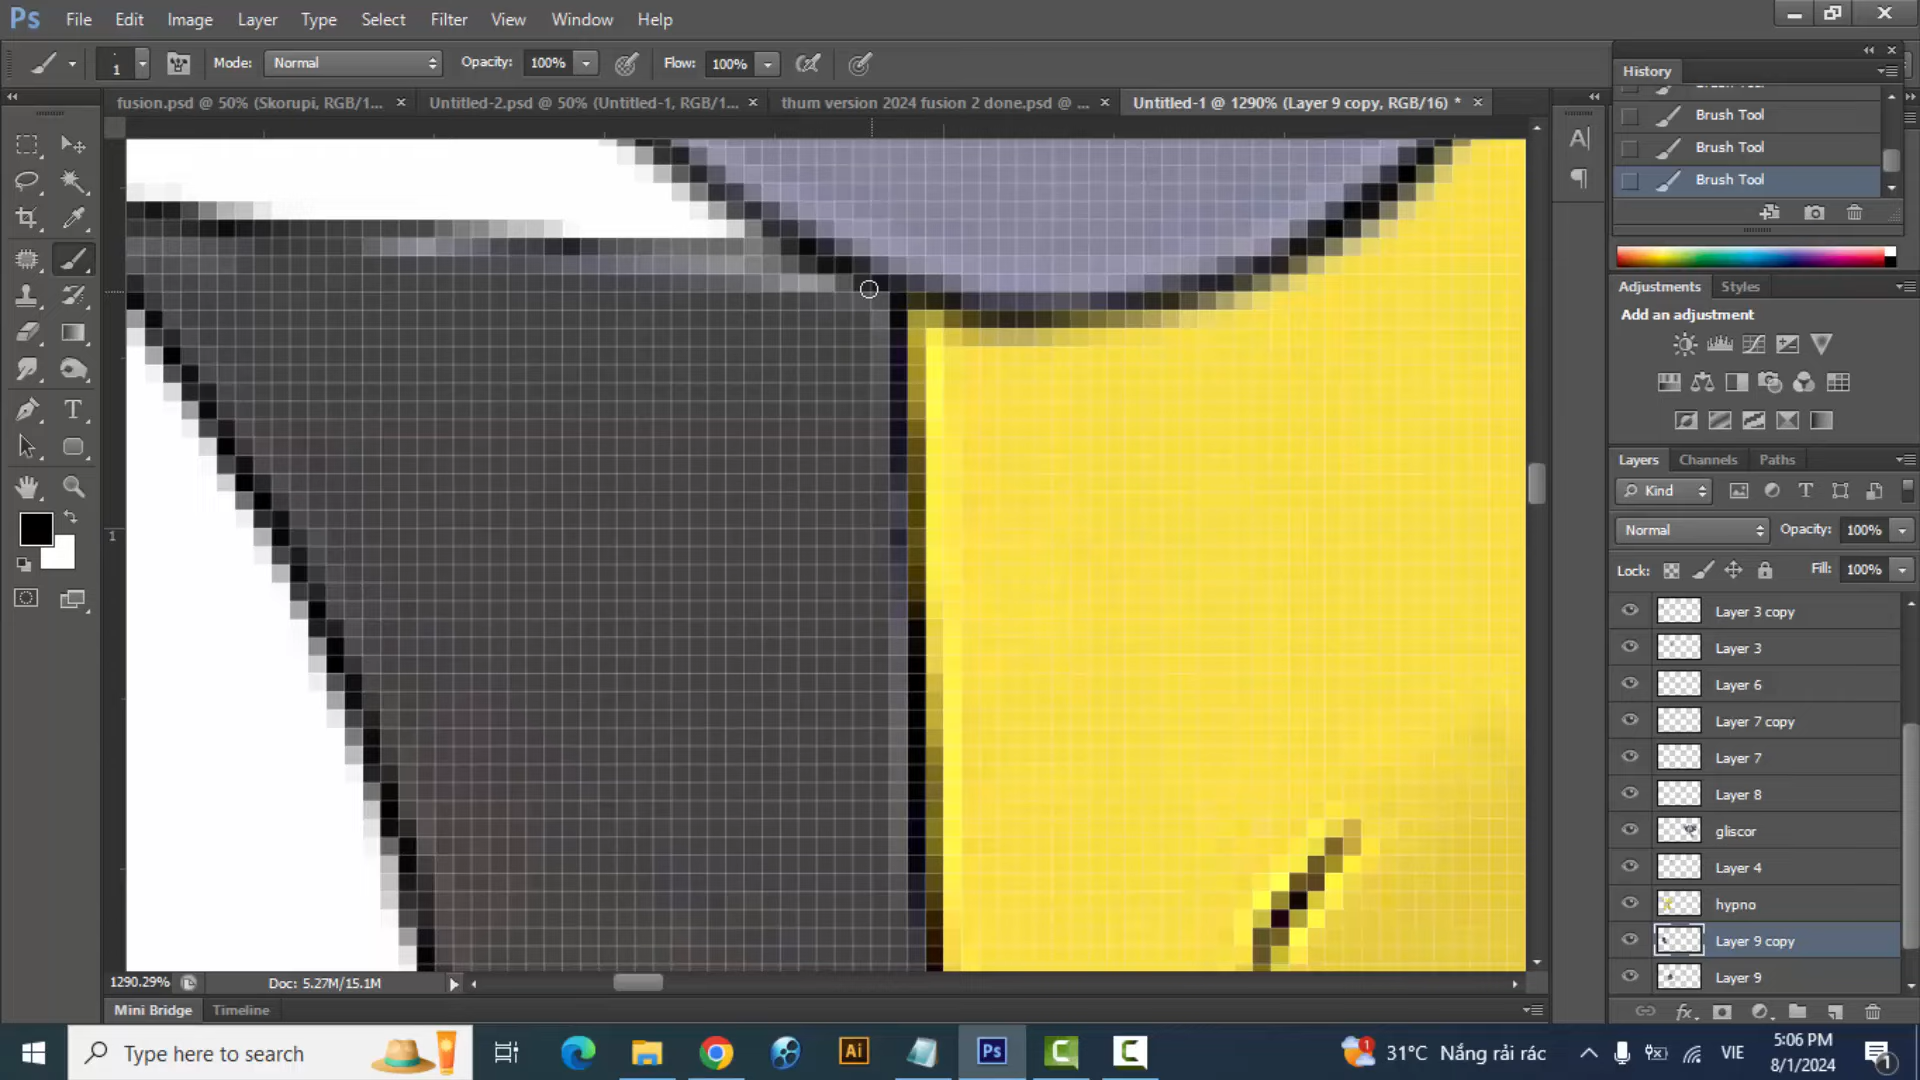 Ps File Edit Image Layer Type Select Filter View Window Help
1 Mode: Normal Opacity: 100% Flow: 100%
History
fusion.psd @ 50% (Skorupi, RGB/1... × Untitled-2.psd @ 50% (Untitled-1, RGB/1... × thum version 2024 fusion 2 done.psd @ ... × Untitled-1 @ 1290% (Layer 9 copy, RGB/16) * ×
Brush Tool
Brush Tool
Brush Tool
Adjustments Styles
Add an adjustment
Layers Channels Paths
Kind
Normal Opacity: 100%
Lock: Fill: 100%
1
Layer 3 copy
Layer 3
Layer 6
Layer 7 copy
Layer 7
Layer 8
gliscor
Layer 4
hypno
Layer 9 copy
Layer 9
1290.29% Doc: 5.27M/15.1M
Mini Bridge Timeline
Type here to search
Ai Ps
1 31°C Nắng rải rác
VIE
5:06 PM
8/1/2024
1